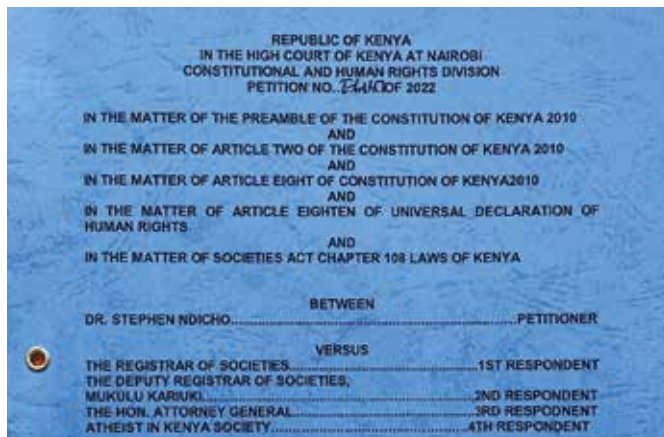 REPUBLIC OF KENYA
IN THE HIGH COURT OF KENYA AT NAIROBI
CONSTITUTIONAL AND HUMAN RIGHTS DIVISION
PETITION NO. OF 2022
IN THE MATTER OF THE PREAMBLE OF THE CONSTITUTION OF KENYA 2010
AND
IN THE MATTER OF ARTICLE TWO OF THE CONSTITUTION OF KENYA 2010
AND
IN THE MATTER OF ARTICLE EIGHT OF CONSTITUTION OF KENYA2010
AND
IN THE MATTER OF ARTICLE EIGHTEN OF UNIVERSAL DECLARATION OF
HUMAN RIGHTS
AND
IN THE MATTER OF SOCIETIES ACT CHAPTER 108 LAWS OF KENYA
BETWEEN
DR. STEPHEN NDICHO..........PETITIONER
VERSUS
THE REGISTRAR OF SOCIETIES..........1ST RESPONDENT
THE DEPUTY REGISTRAR OF SOCIETIES,
MUKULU KARIUKI..........2ND RESPONDENT
THE HON. ATTORNEY GENERAL..........3RD RESPODNENT
ATHEIST IN KENYA SOCIETY..........4TH RESPONDENT